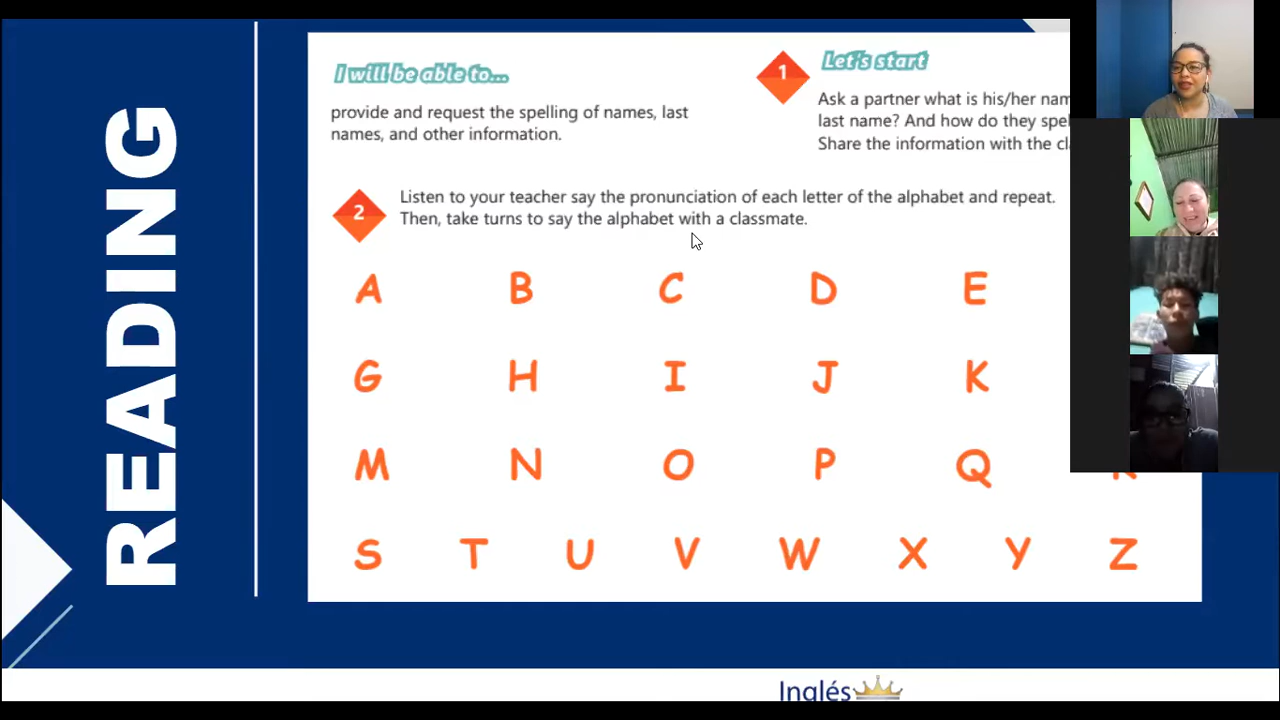 READING
I will be able to...
provide and request the spelling of names, last
names, and other information.
1
Let's start
Ask a partner what is his/her
last name? And how do they
Share the information with the
2
Listen to your teacher say the pronunciation of each letter of the alphabet and repeat.
Then, take turns to say the alphabet with a classmate.
A B C D E
G H I J K
M N O P Q
S T U V W X Y Z
Inglés